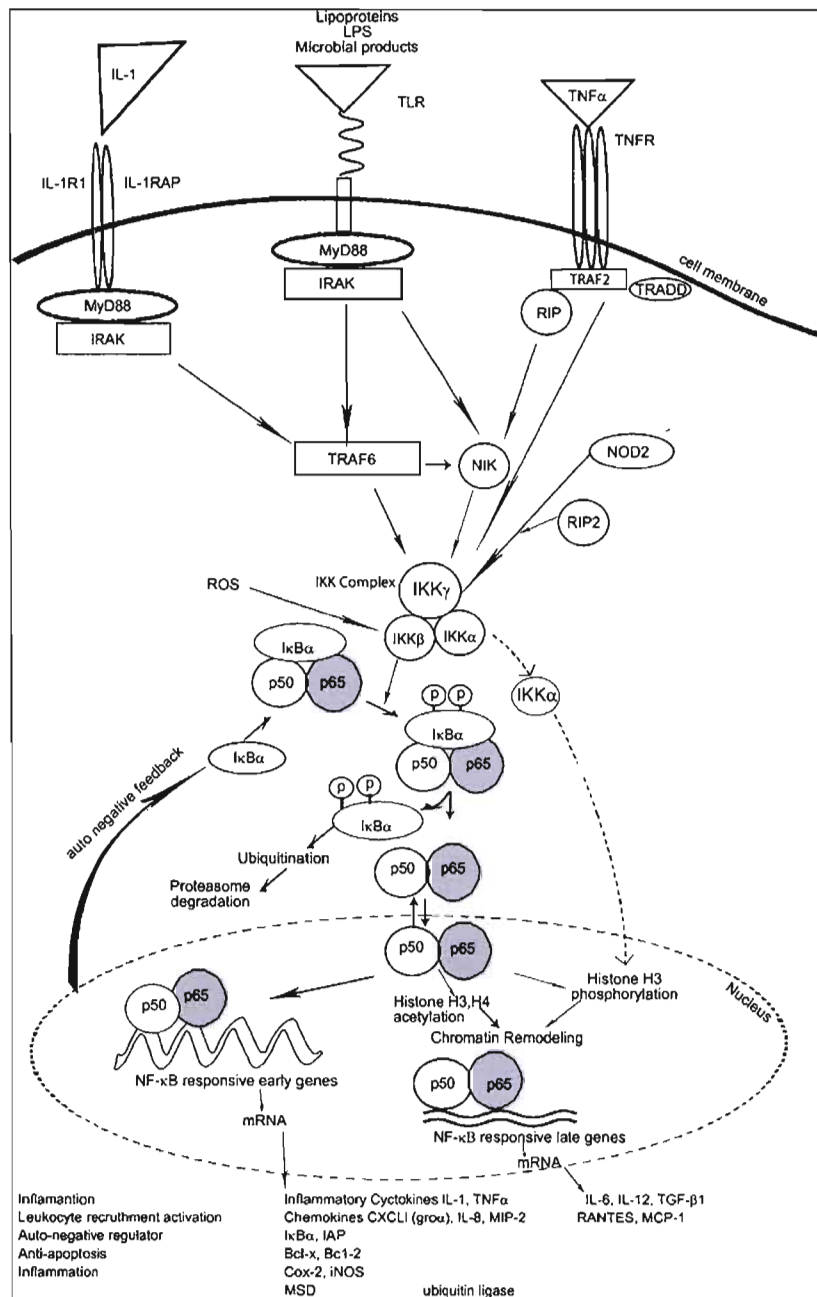 Lipoproteins
LPS
Microbial products
IL-1
TLR
TNFα
TNFR
IL-1R1
IL-1RAP
cell membrane
MyD88
IRAK
TRAF2
TRADD
RIP
MyD88
IRAK
TRAF6
NIK
NOD2
RIP2
IKK Complex
IKKγ
ROS
IKKβ
IKKα
IκBα
p50
p65
IKKα
P
P
IκBα
p50
p65
IκBα
auto negative feedback
P
P
IκBα
Ubiquitination
Proteasome
degradation
p50
p65
p50
p65
Nucleus
Histone H3
phosphorylation
Histone H3,H4
acetylation
p50
p65
Chromatin Remodeling
NF-κB responsive early genes
p50
p65
mRNA
NF-κB responsive late genes
mRNA
Inflamantion
Inflammatory Cyctokines IL-1, TNFα
IL-6, IL-12, TGF-β1
Leukocyte recruthment activation
Chemokines CXCLI (groα), IL-8, MIP-2
RANTES, MCP-1
Auto-negative regulator
IκBα, IAP
Anti-apoptosis
Bcl-x, Bc1-2
Inflammation
Cox-2, iNOS
MSD
ubiquitin ligase